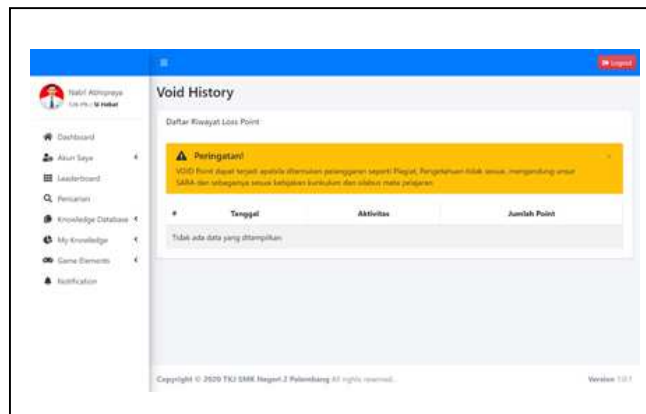 Logout
Nabil Abhipraya
Si Hebat
Void History
Daftar Riwayat Loss Point
Dashboard
Akun Saya
Leaderboard
Pencarian
Knowledge Database
My Knowledge
Game Elements
Notification
Peringatan!
VOID Point dapat terjadi apabila ditemukan pelanggaran seperti Plagiat, Pengetahuan tidak sesuai, mengandung unsur
SARA dan sebagainya sesuai kebijakan kurikulum dan silabus mata pelajaran
# Tanggal Aktivitas Jumlah Point
Tidak ada data yang ditampilkan
Copyright © 2020 TKJ SMK Negeri 2 Palembang All rights reserved.
Version 1.0.1